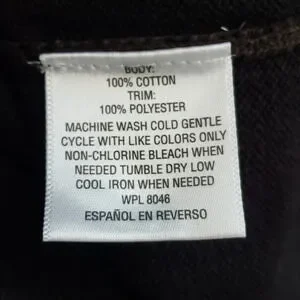 BODY:
100% COTTON
TRIM:
100% POLYESTER
MACHINE WASH COLD GENTLE
CYCLE WITH LIKE COLORS ONLY
NON-CHLORINE BLEACH WHEN
NEEDED TUMBLE DRY LOW
COOL IRON WHEN NEEDED
WPL 8046
ESPAÑOL EN REVERSO